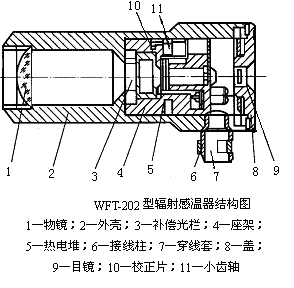 10 11
1 2 3 4 5 6 7 8 9
WFT-202型辐射感温器结构图
1—物镜；2—外壳；3—补偿光栏；4—座架；
5—热电堆；6—接线柱；7—穿线套；8—盖；
9—目镜；10—校正片；11—小齿轴